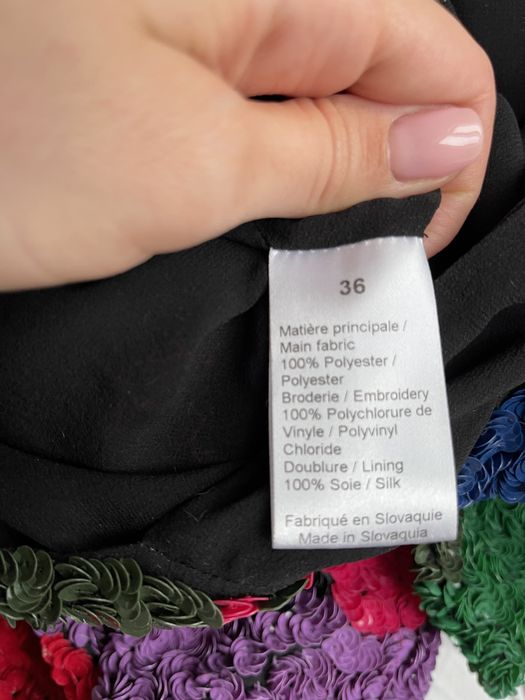 36
Matière principale /
Main fabric
100% Polyester /
Polyester
Broderie / Embroidery
100% Polychlorure de
Vinyle / Polyvinyl
Chloride
Doublure / Lining
100% Soie / Silk
Fabriqué en Slovaquie
Made in Slovaquia